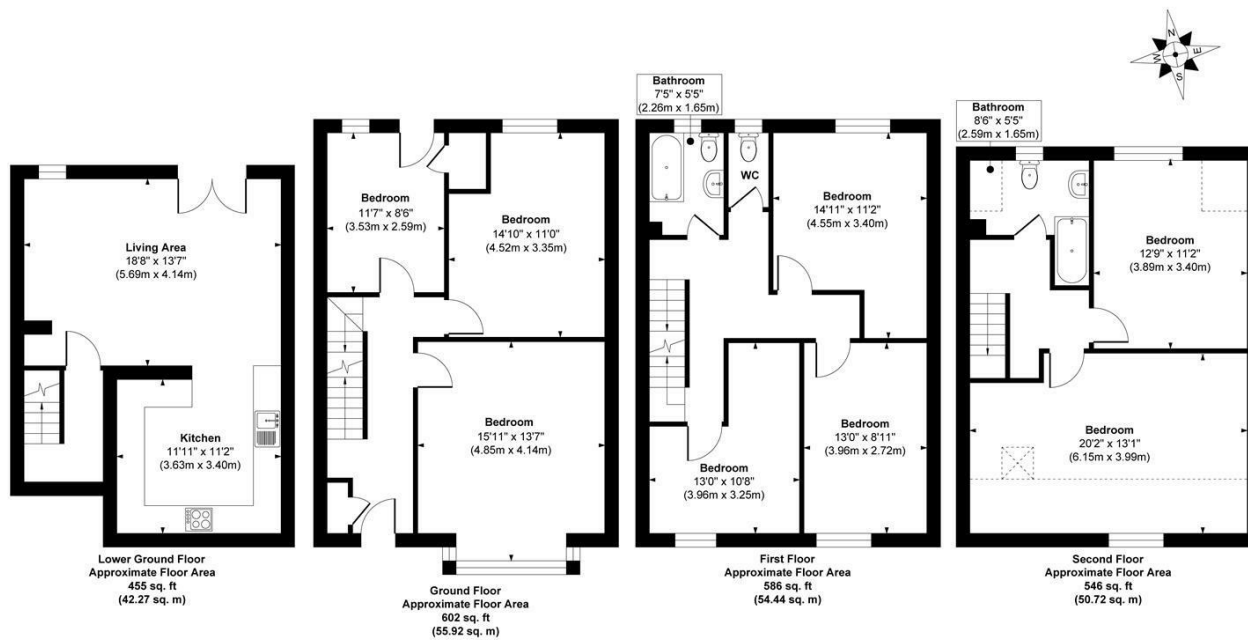 N
E
S
W
Living Area
18'8" x 13'7"
(5.69m x 4.14m)
Kitchen
11'11" x 11'2"
(3.63m x 3.40m)
Lower Ground Floor
Approximate Floor Area
455 sq. ft
(42.27 sq. m)
Bedroom
11'7" x 8'6"
(3.53m x 2.59m)
Bedroom
14'10" x 11'0"
(4.52m x 3.35m)
Bedroom
15'11" x 13'7"
(4.85m x 4.14m)
Ground Floor
Approximate Floor Area
602 sq. ft
(55.92 sq. m)
Bathroom
7'5" x 5'5"
(2.26m x 1.65m)
WC
Bedroom
14'11" x 11'2"
(4.55m x 3.40m)
Bedroom
13'0" x 10'8"
(3.96m x 3.25m)
Bedroom
13'0" x 8'11"
(3.96m x 2.72m)
First Floor
Approximate Floor Area
586 sq. ft
(54.44 sq. m)
Bathroom
8'6" x 5'5"
(2.59m x 1.65m)
Bedroom
12'9" x 11'2"
(3.89m x 3.40m)
Bedroom
20'2" x 13'1"
(6.15m x 3.99m)
Second Floor
Approximate Floor Area
546 sq. ft
(50.72 sq. m)